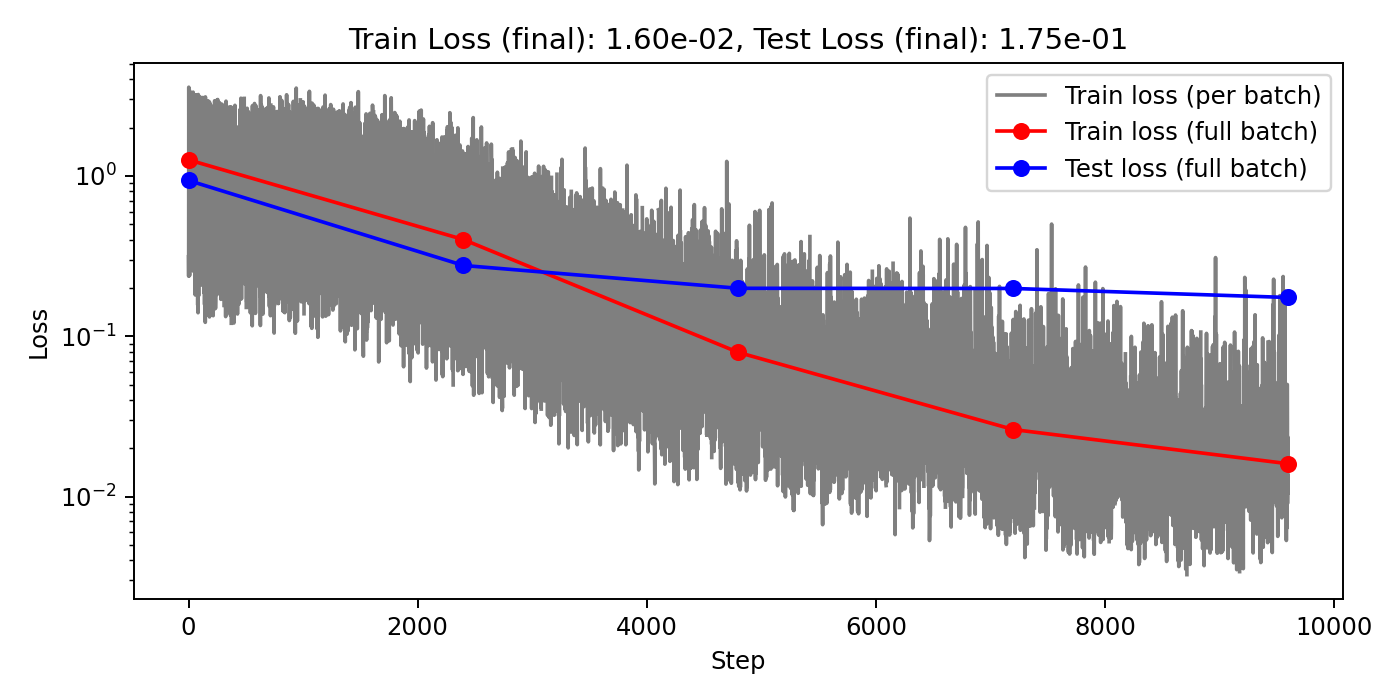 Train Loss (final): 1.60e-02, Test Loss (final): 1.75e-01
Train loss (per batch)
Train loss (full batch)
Test loss (full batch)
Loss
10⁰
10⁻¹
10⁻²
0 2000 4000 6000 8000 10000
Step